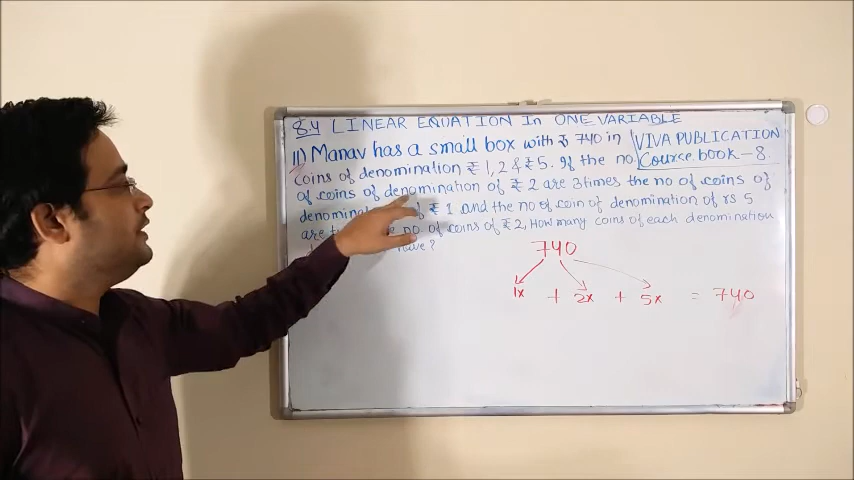 8.4 LINEAR EQUATION In ONE VARIABLE
11) Manav has a small box with ₹ 740 in
VIVA PUBLICATION
Course book - 8.
coins of denomination ₹ 1, 2 & ₹ 5. If the no
of coins of denomination of ₹ 2 are 3 times the no of coins of
of ₹ 1 and the no of coin of denomination of rs 5
are no of coins of ₹ 2, How many coins of each denomination
have ?
740
1x + 2x + 5x = 740